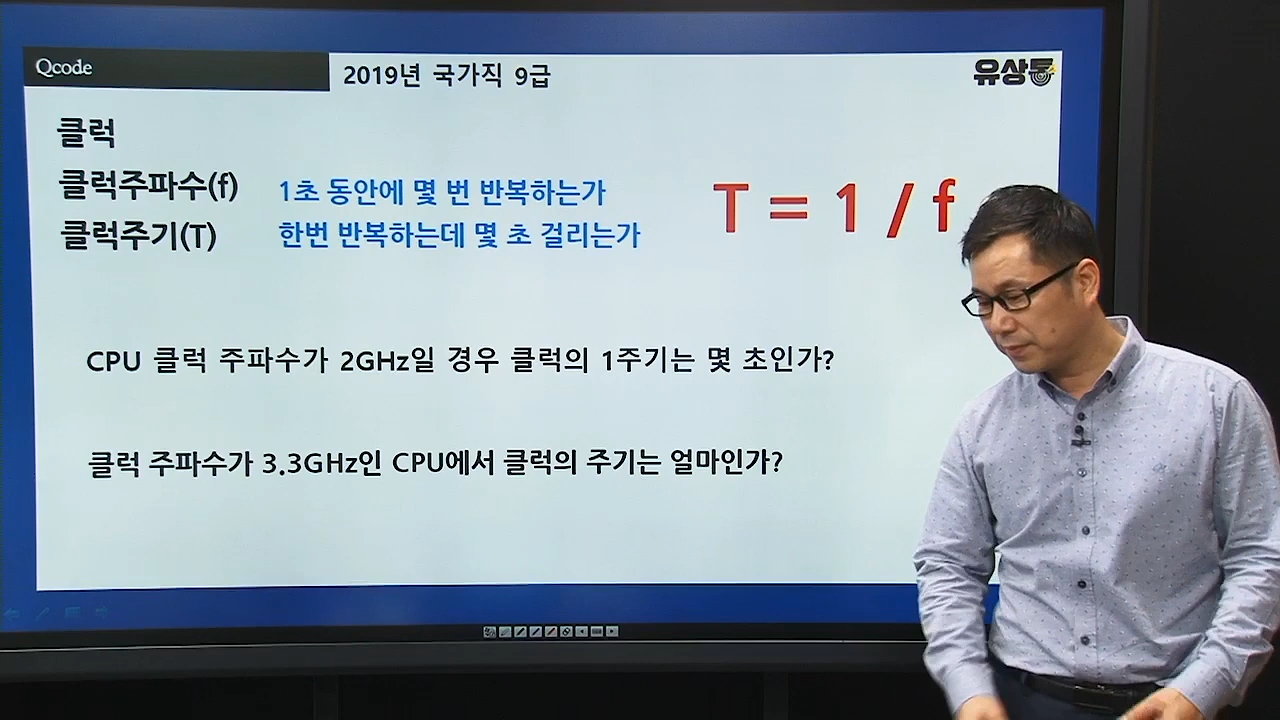 Qcode
2019년 국가직 9급
유상통
클럭
클럭주파수(f) 1초 동안에 몇 번 반복하는가
클럭주기(T) 한번 반복하는데 몇 초 걸리는가
T = 1 / f
CPU 클럭 주파수가 2GHz일 경우 클럭의 1주기는 몇 초인가?
클럭 주파수가 3.3GHz인 CPU에서 클럭의 주기는 얼마인가?